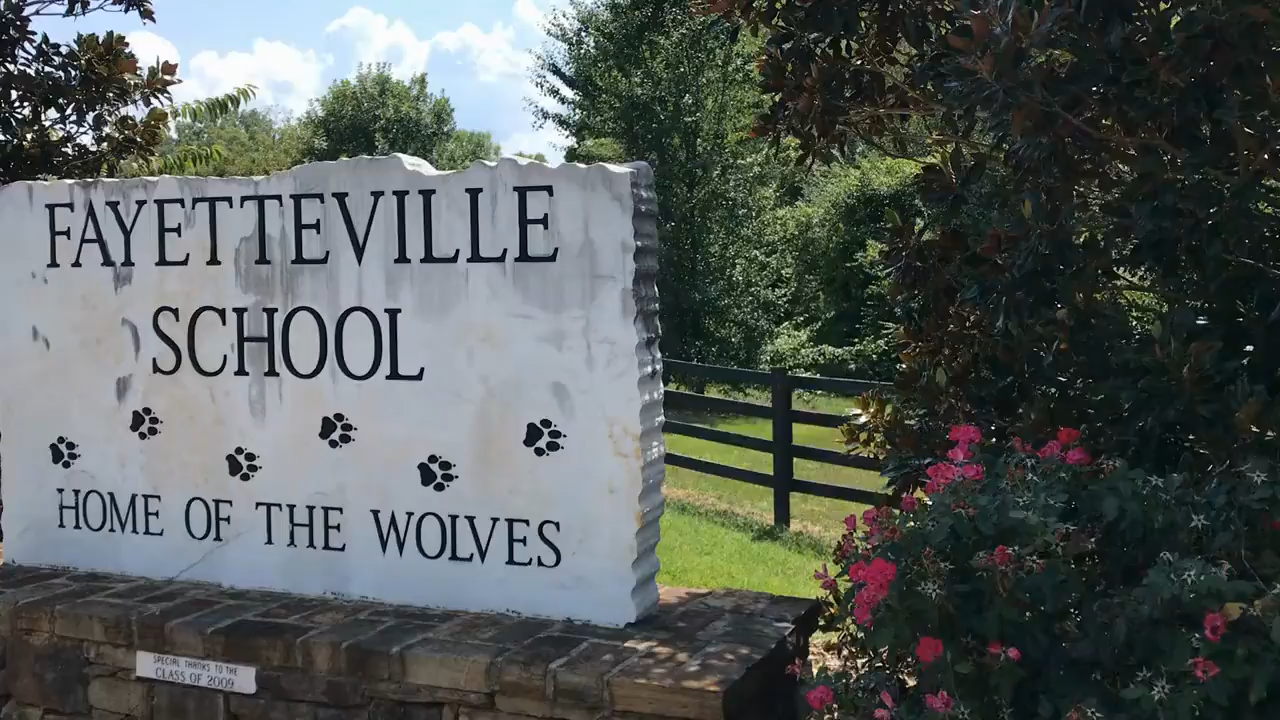 FAYETTEVILLE
SCHOOL
HOME OF THE WOLVES
SPECIAL THANKS TO THE
CLASS OF 2009